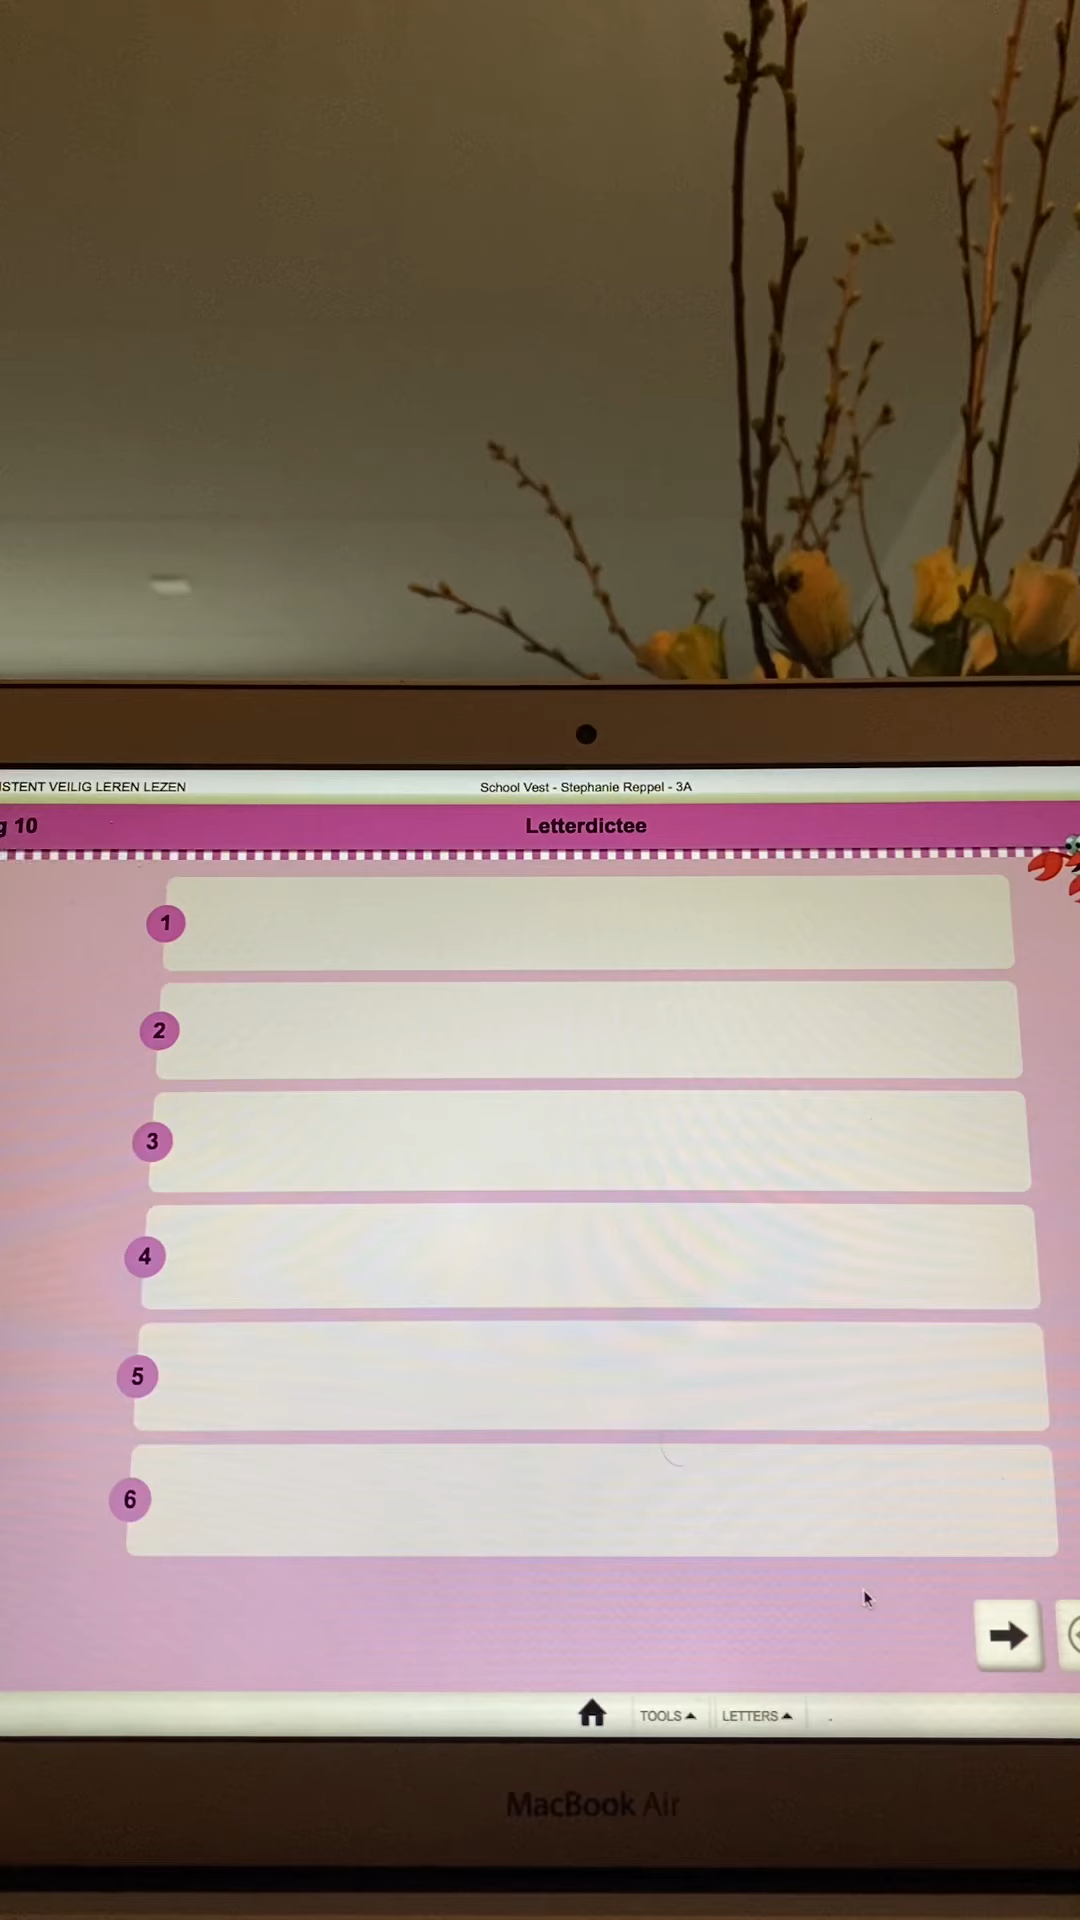 VEILIG LEREN LEZEN
School Vest - Stephanie Reppel - 3A
10
Letterdictee
1
2
3
4
5
6
TOOLS
LETTERS
MacBook Air